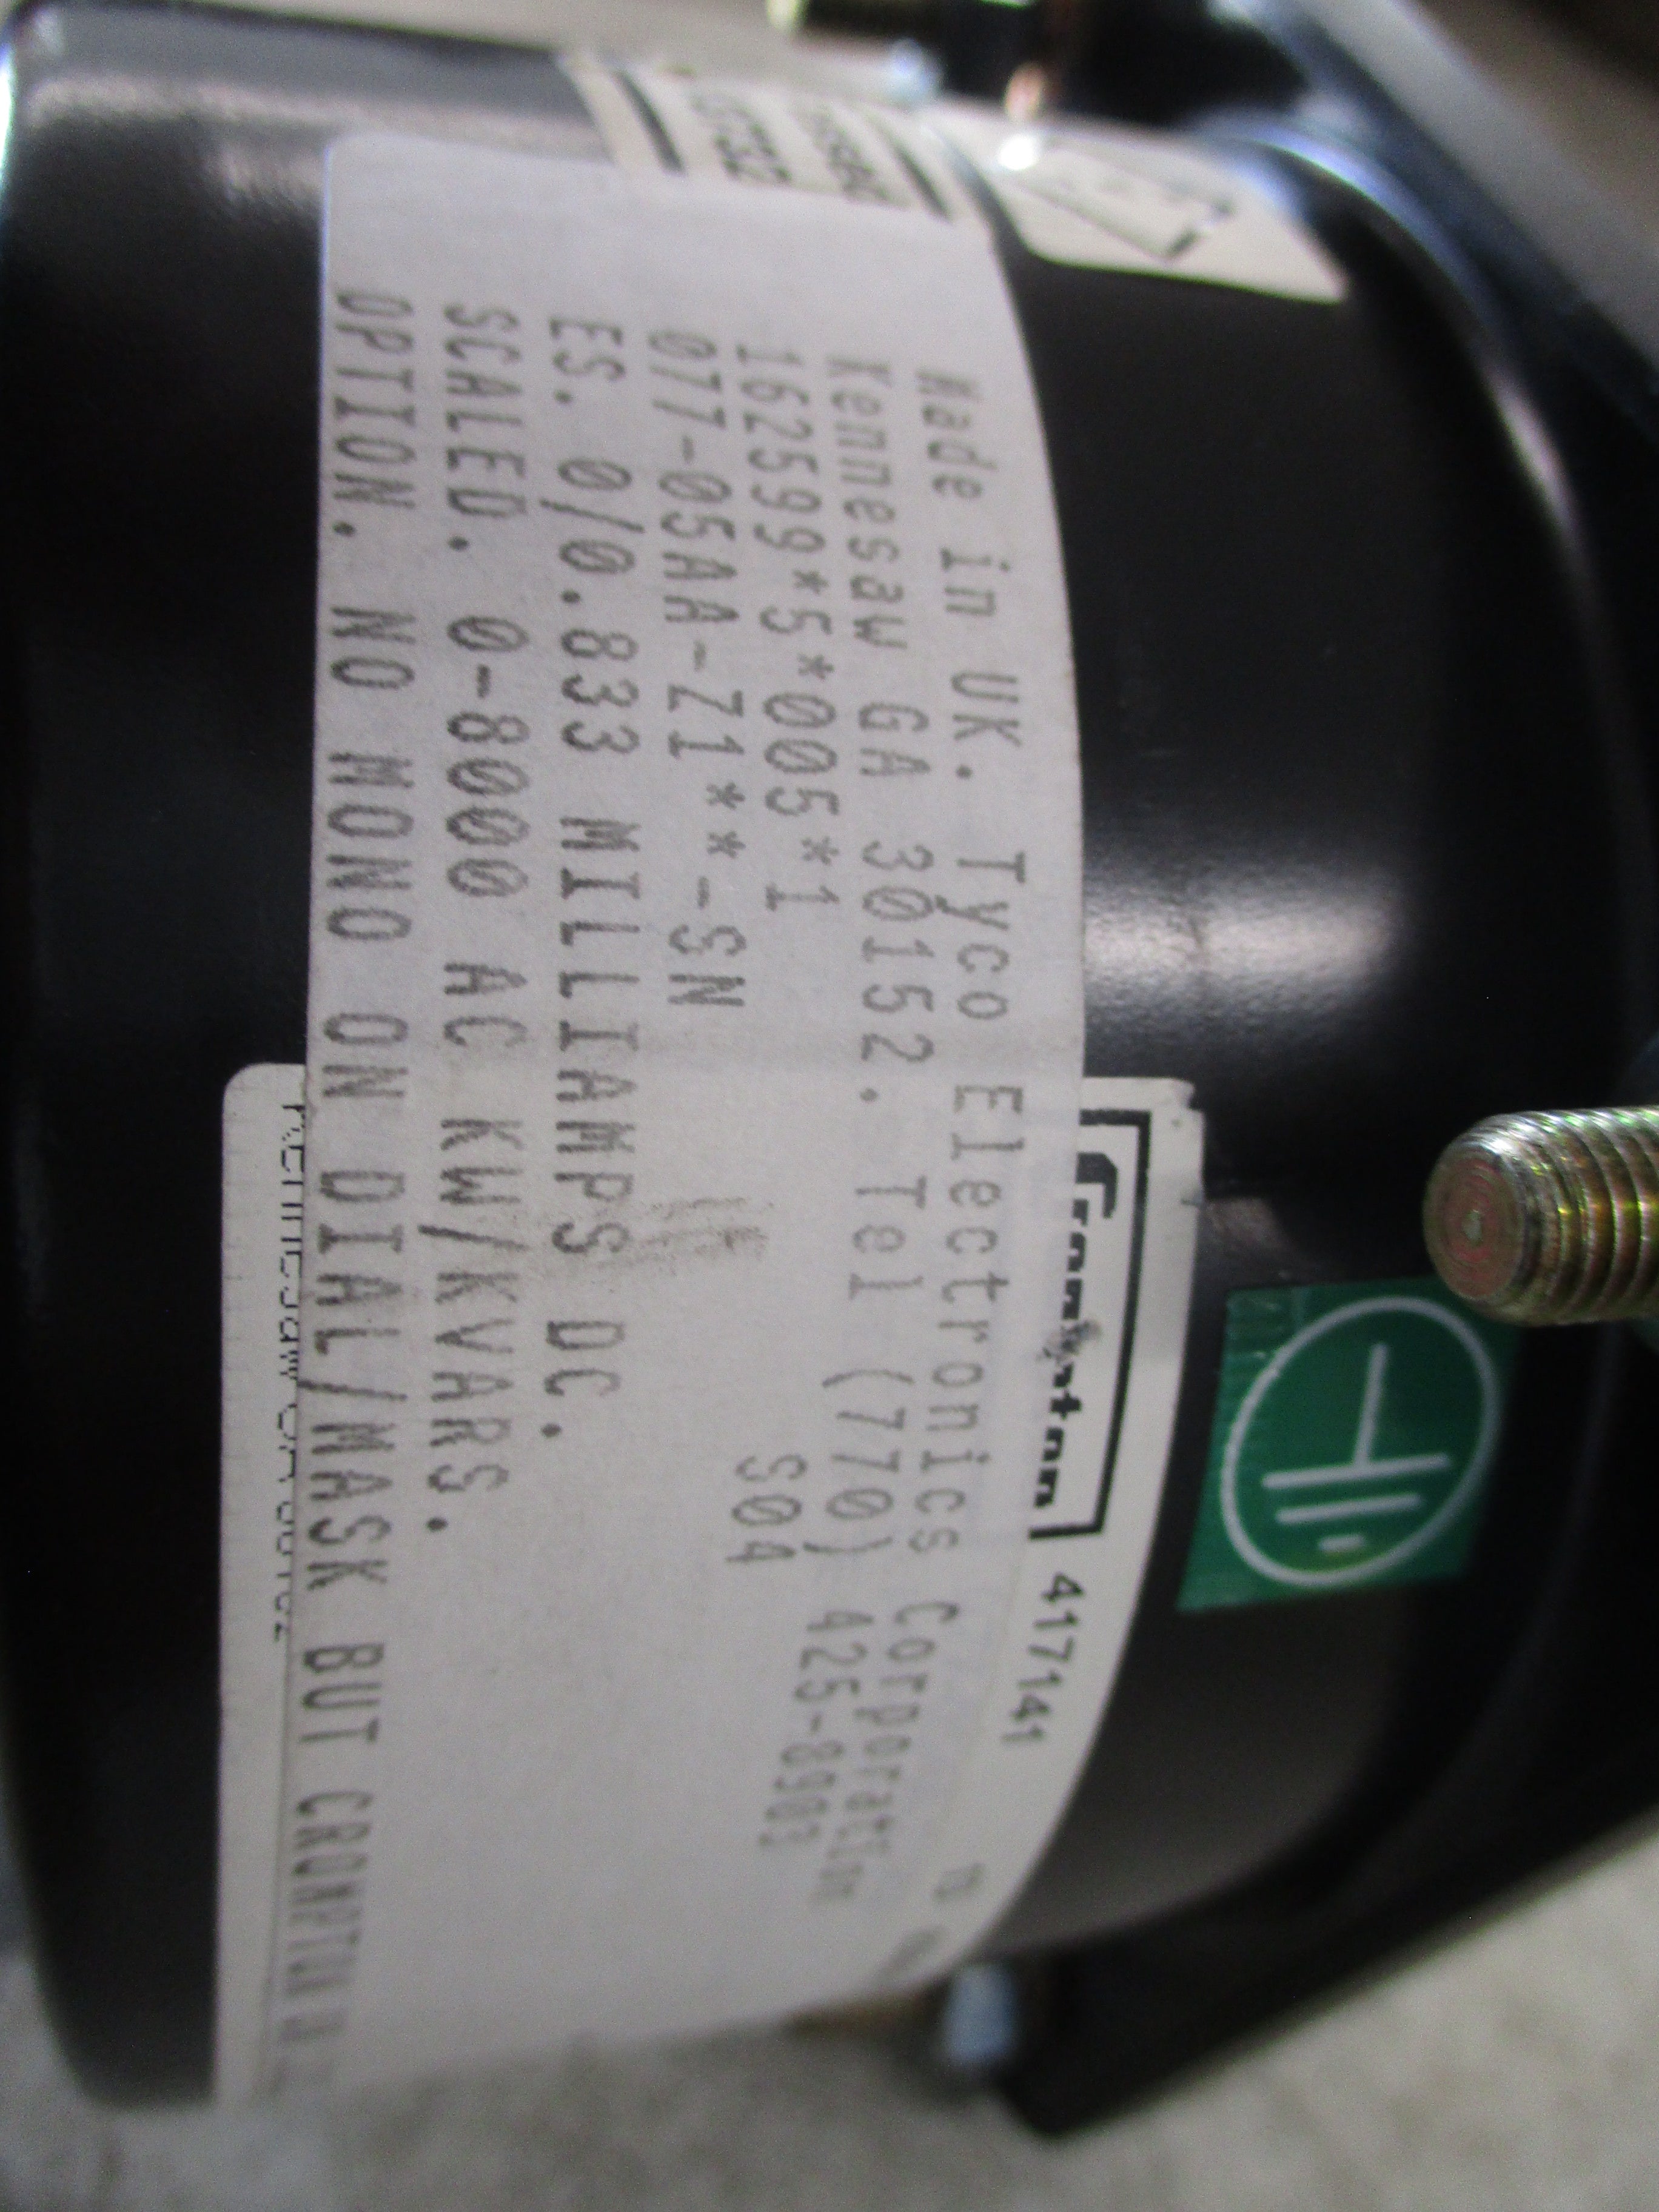 Crompton 417141
Made in UK. Tyco Electronics
Kennesaw GA 30152. Tel (770) 425-8903
1625999*5*005*1 S04
077-05AA-Z1**-SN
ES. 0/0.833 MILLIAMPS DC.
SCALED. 0-8000 AC KW/KVARS.
OPTION. NO MONO ON DIAL/MASK BUT
5732